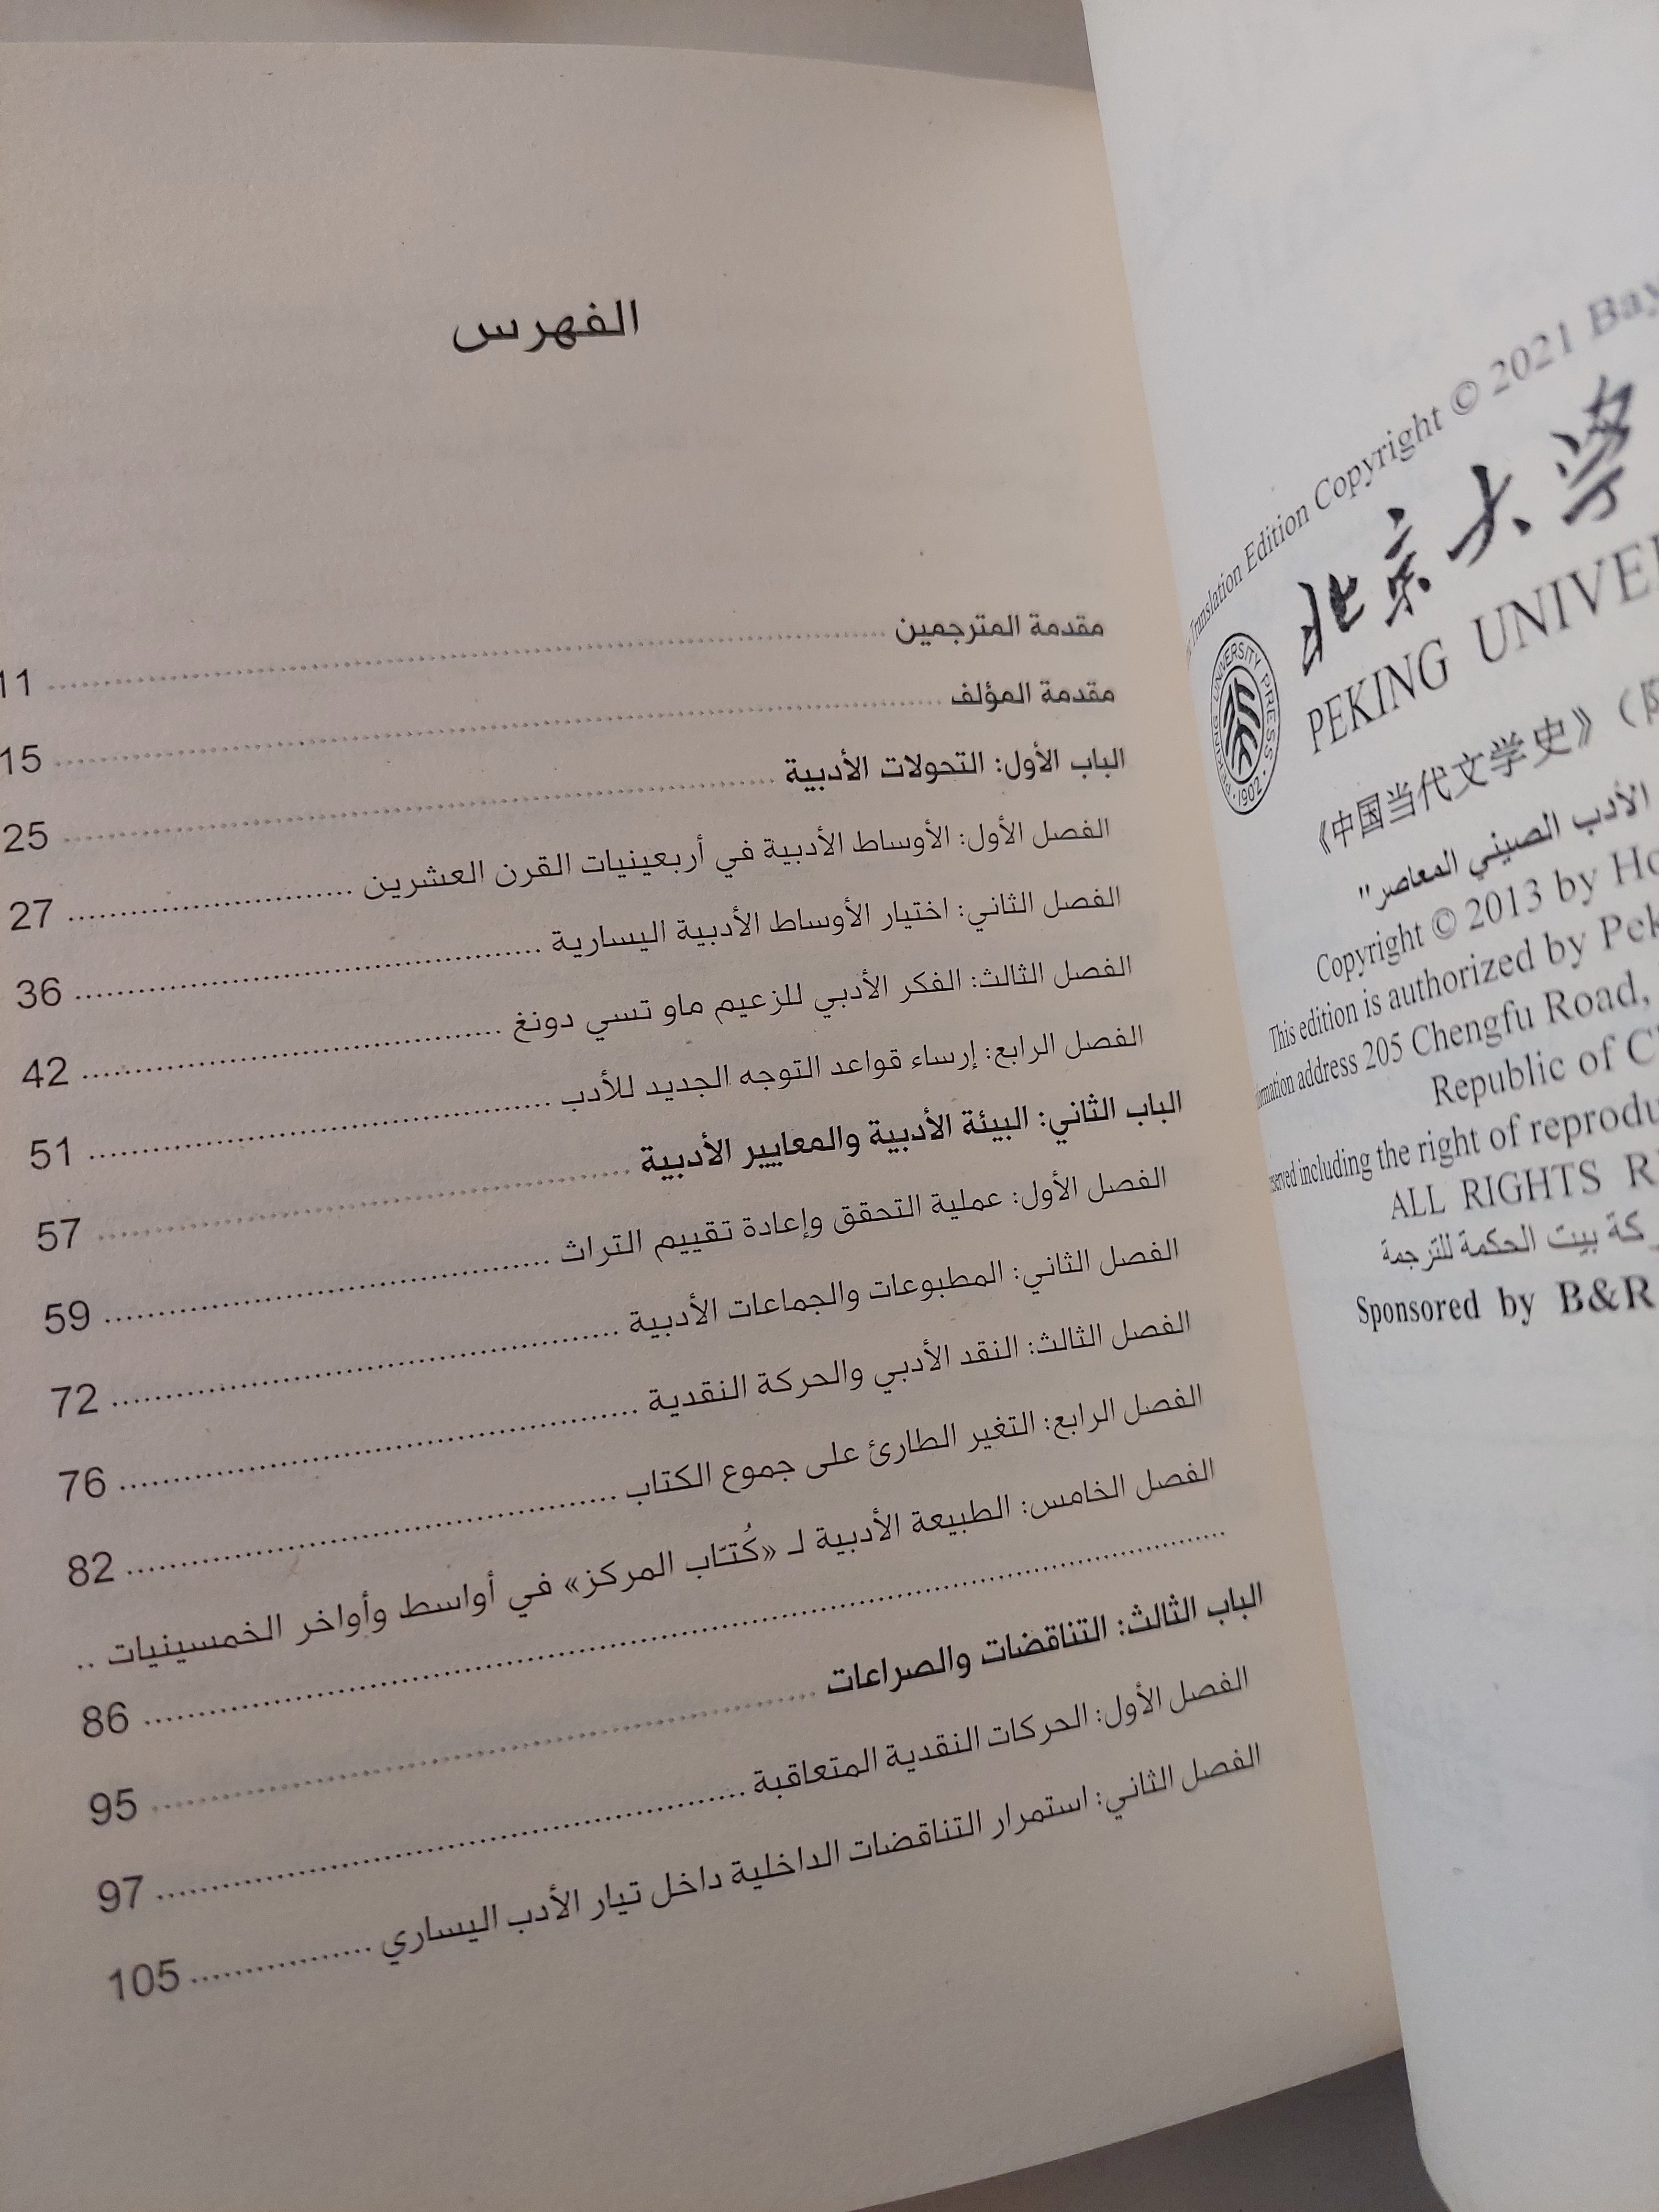 الفهرس
مقدمة المترجمين ........ 11
مقدمة المؤلف ........ 15
الباب الأول: التحولات الأدبية ........ 25
الفصل الأول: الأوساط الأدبية في أربعينيات القرن العشرين ........ 27
الفصل الثاني: اختيار الأوساط الأدبية اليسارية ........ 36
الفصل الثالث: الفكر الأدبي للزعيم ماو تسي دونغ ........ 42
الفصل الرابع: إرساء قواعد التوجه الجديد للأدب ........ 51
الباب الثاني: البيئة الأدبية والمعايير الأدبية ........ 57
الفصل الأول: عملية التحقق وإعادة تقييم التراث ........ 59
الفصل الثاني: المطبوعات والجماعات الأدبية ........ 72
الفصل الثالث: النقد الأدبي والحركة النقدية ........ 76
الفصل الرابع: التغير الطارئ على جموع الكتاب ........ 82
الفصل الخامس: الطبيعة الأدبية لـ «كُتّاب المركز» في أواسط وأواخر الخمسينيات ..
........ 86
الباب الثالث: التناقضات والصراعات ........ 95
الفصل الأول: الحركات النقدية المتعاقبة ........ 97
الفصل الثاني: استمرار التناقضات الداخلية داخل تيار الأدب اليساري ........ 105
Translation Edition Copyright © 2021
北京大学
PEKING UNIVERSITY PRESS 1902
PEKING
《中国当代文学史》
الأدب الصيني المعاصر"
Copyright © 2013 by
This edition is authorized by
address 205 Chengfu Road,
Republic of
including the right of
ALL RIGHTS
بيت الحكمة للترجمة
Sponsored by B&R